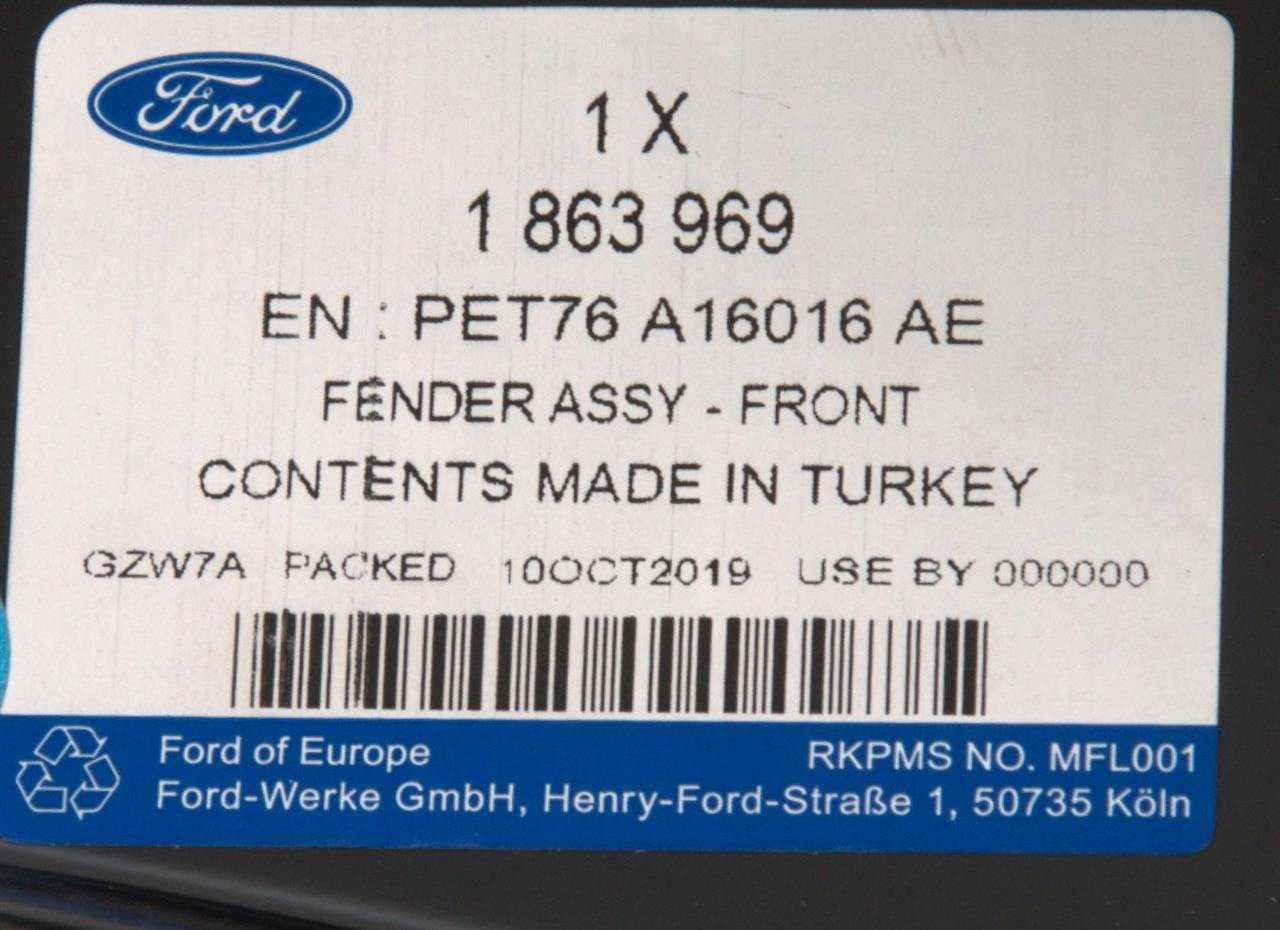 Ford
1 X
1 863 969
EN : PET76 A16016 AE
FENDER ASSY - FRONT
CONTENTS MADE IN TURKEY
GZW7A PACKED 10OCT2019 USE BY 000000
Ford of Europe
RKPMS NO. MFL001
Ford-Werke GmbH, Henry-Ford-Straße 1, 50735 Köln